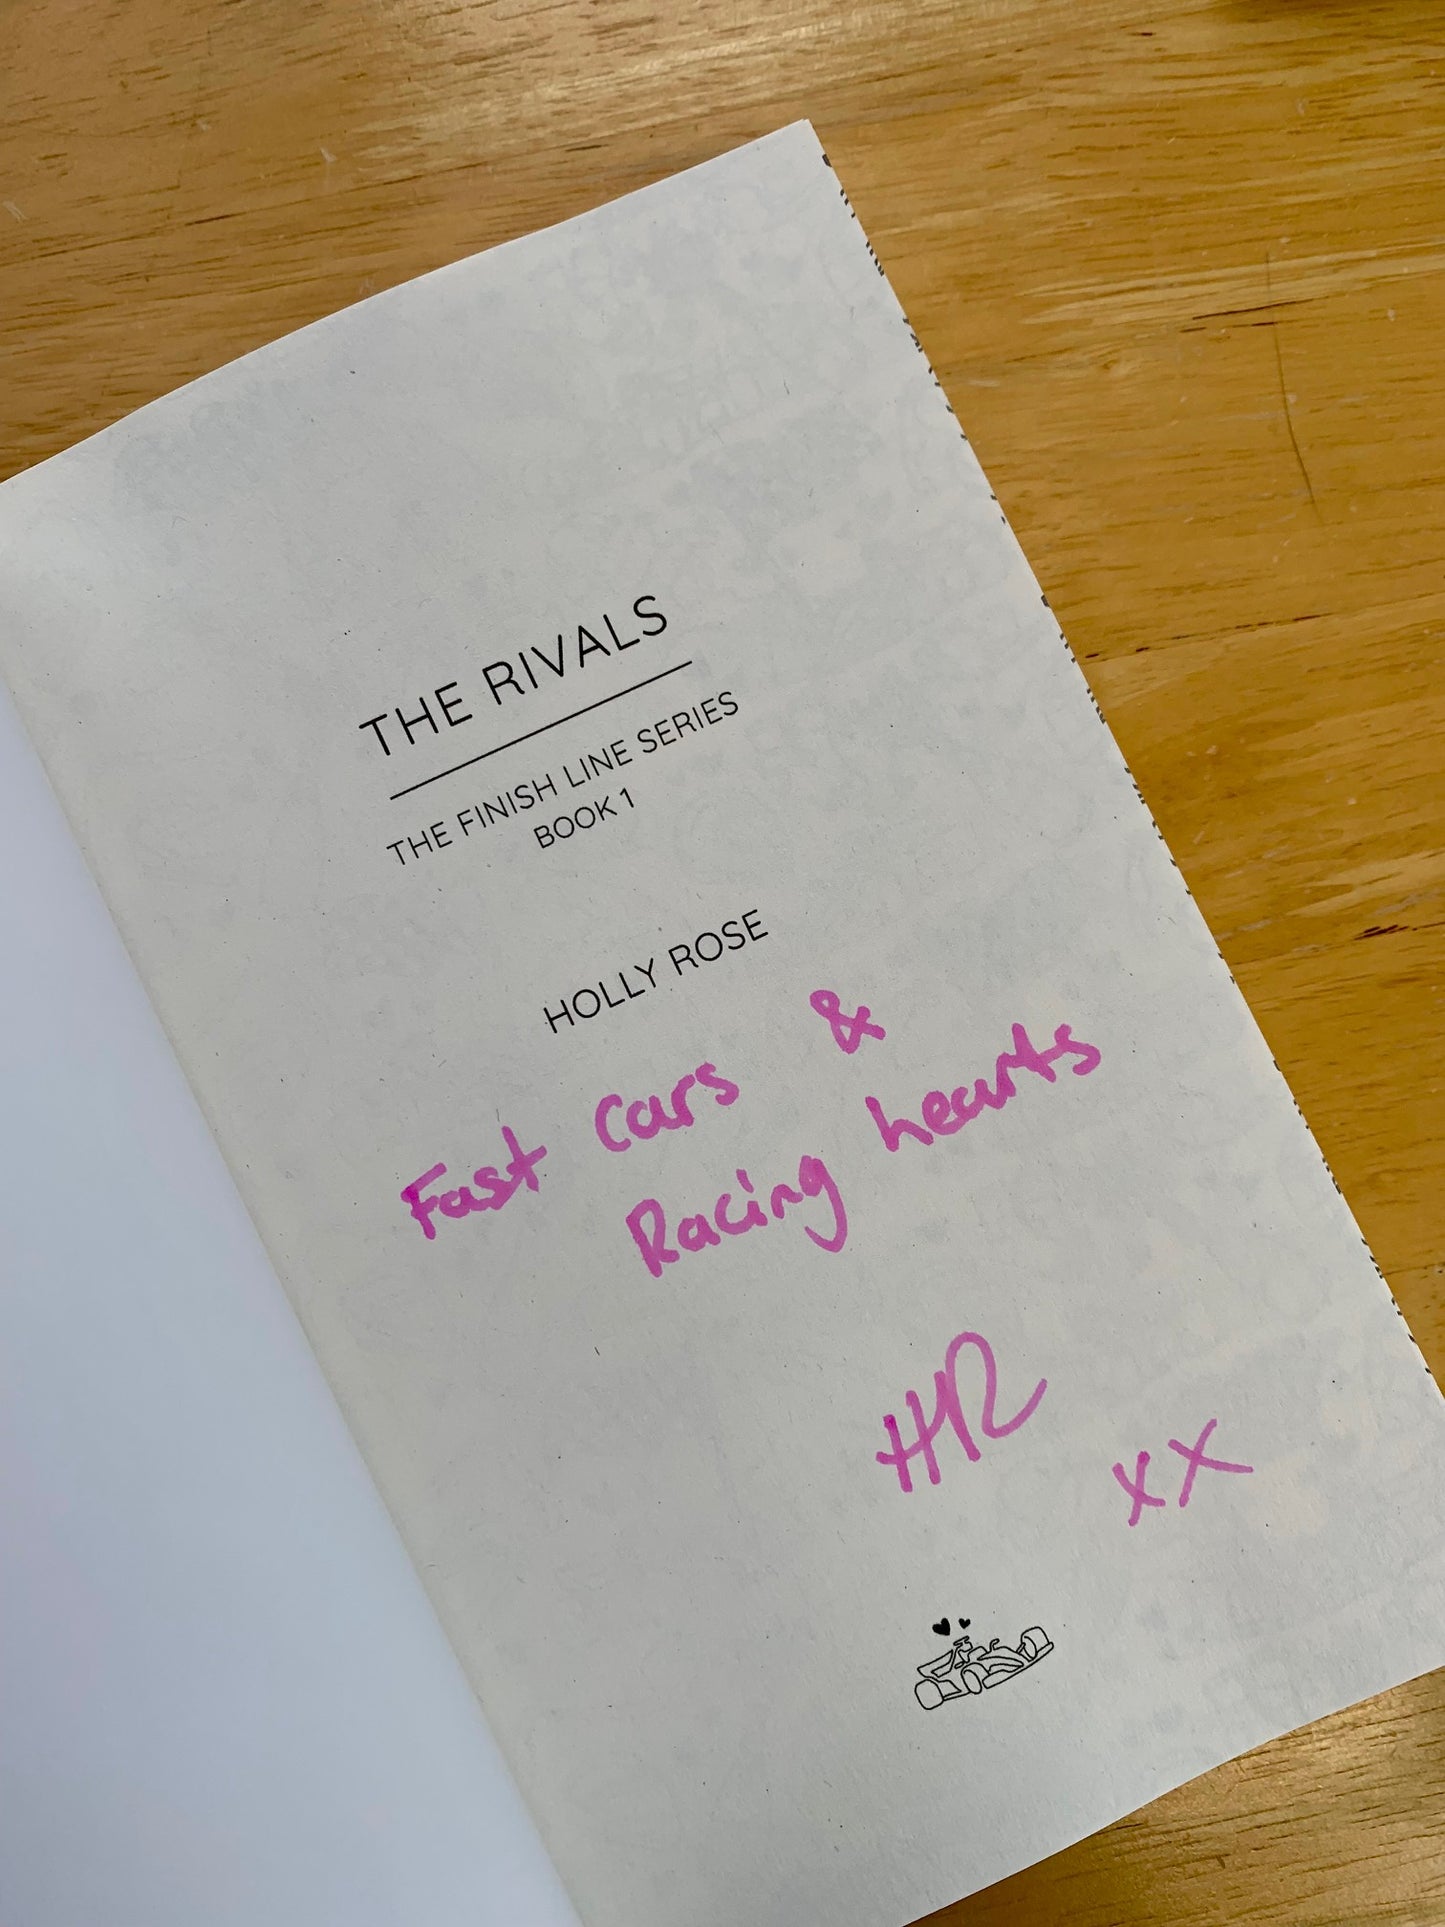 THE RIVALS
THE FINISH LINE SERIES
BOOK 1
HOLLY ROSE
Fast cars &
Racing hearts
HR
xx